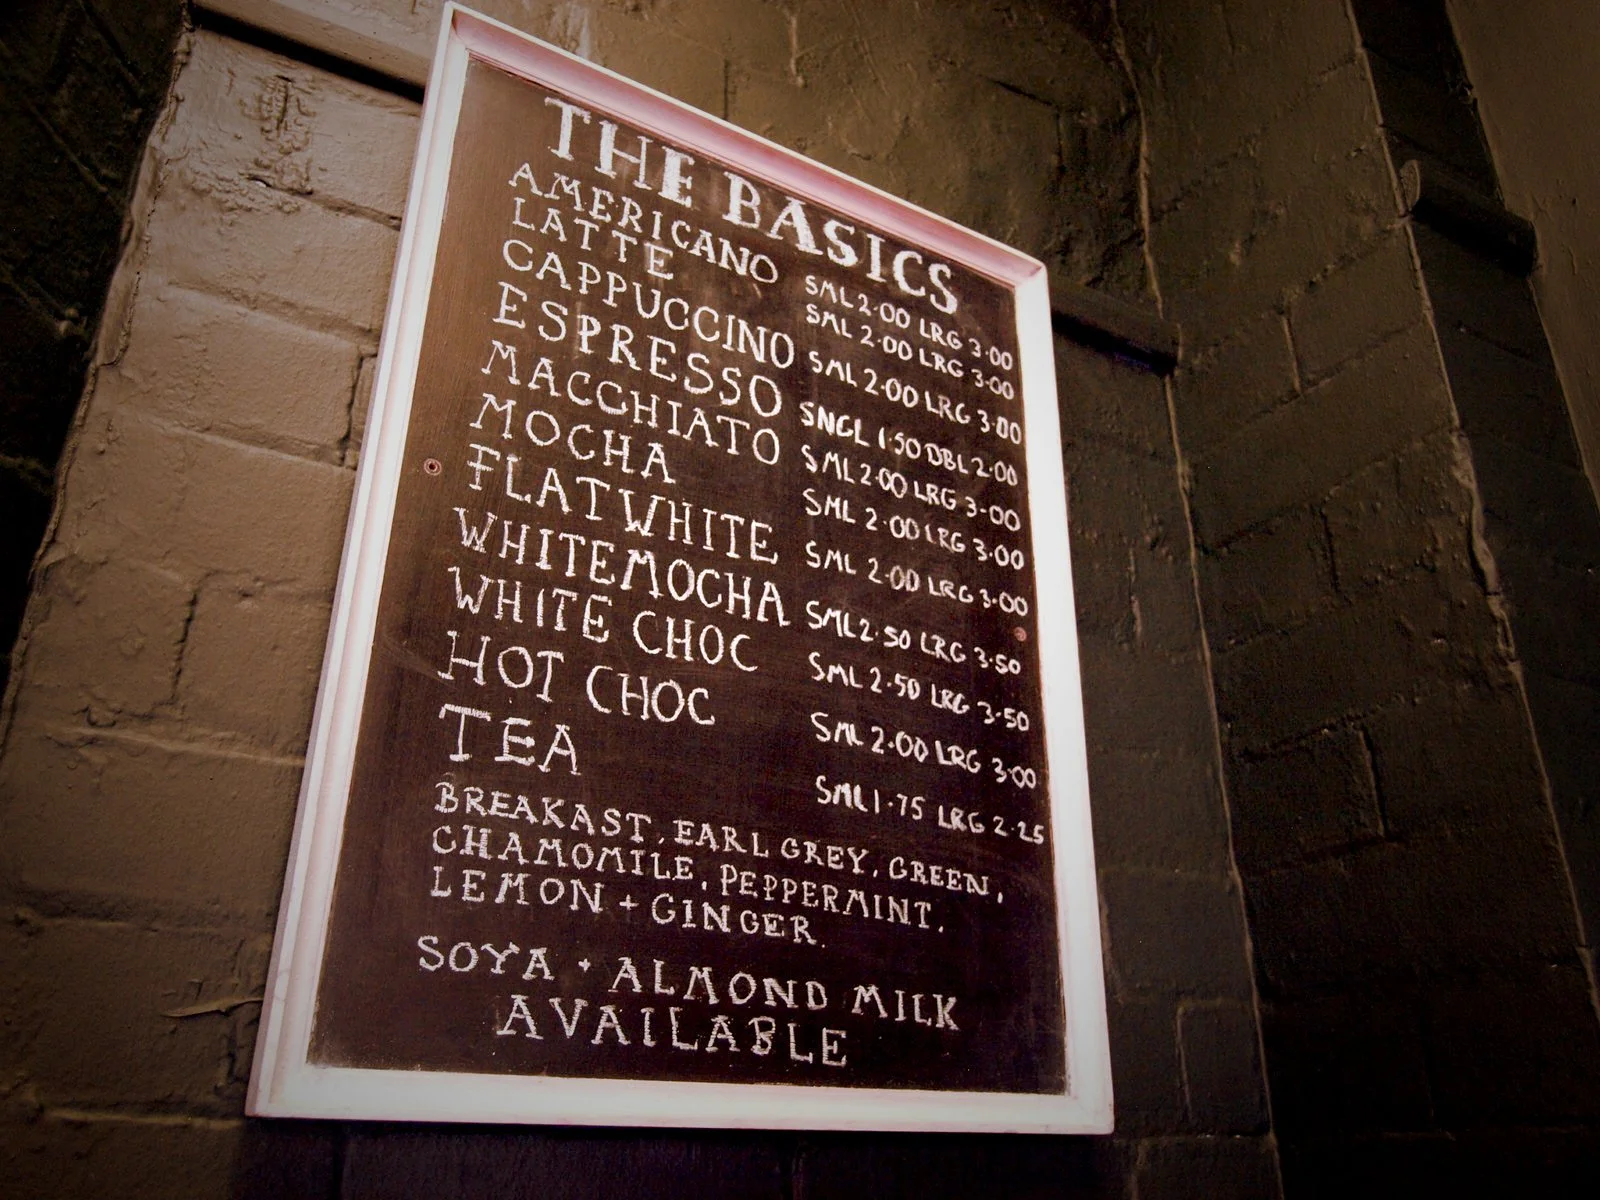 THE BASICS
AMERICANO SML 2.00 LRG 3.00
LATTE SML 2.00 LRG 3.00
CAPPUCCINO SML 2.00 LRG 3.00
ESPRESSO SNGL 1.50 DBL 2.00
MACCHIATO SML 2.00 LRG 3.00
MOCHA SML 2.00 LRG 3.00
FLAT WHITE SML 2.00 LRG 3.00
WHITE MOCHA SML 2.50 LRG 3.50
WHITE CHOC SML 2.50 LRG 3.50
HOT CHOC SML 2.00 LRG 3.00
TEA SML 1.75 LRG 2.25
BREAKAST, EARL GREY, GREEN,
CHAMOMILE, PEPPERMINT,
LEMON + GINGER.
SOYA + ALMOND MILK
AVAILABLE